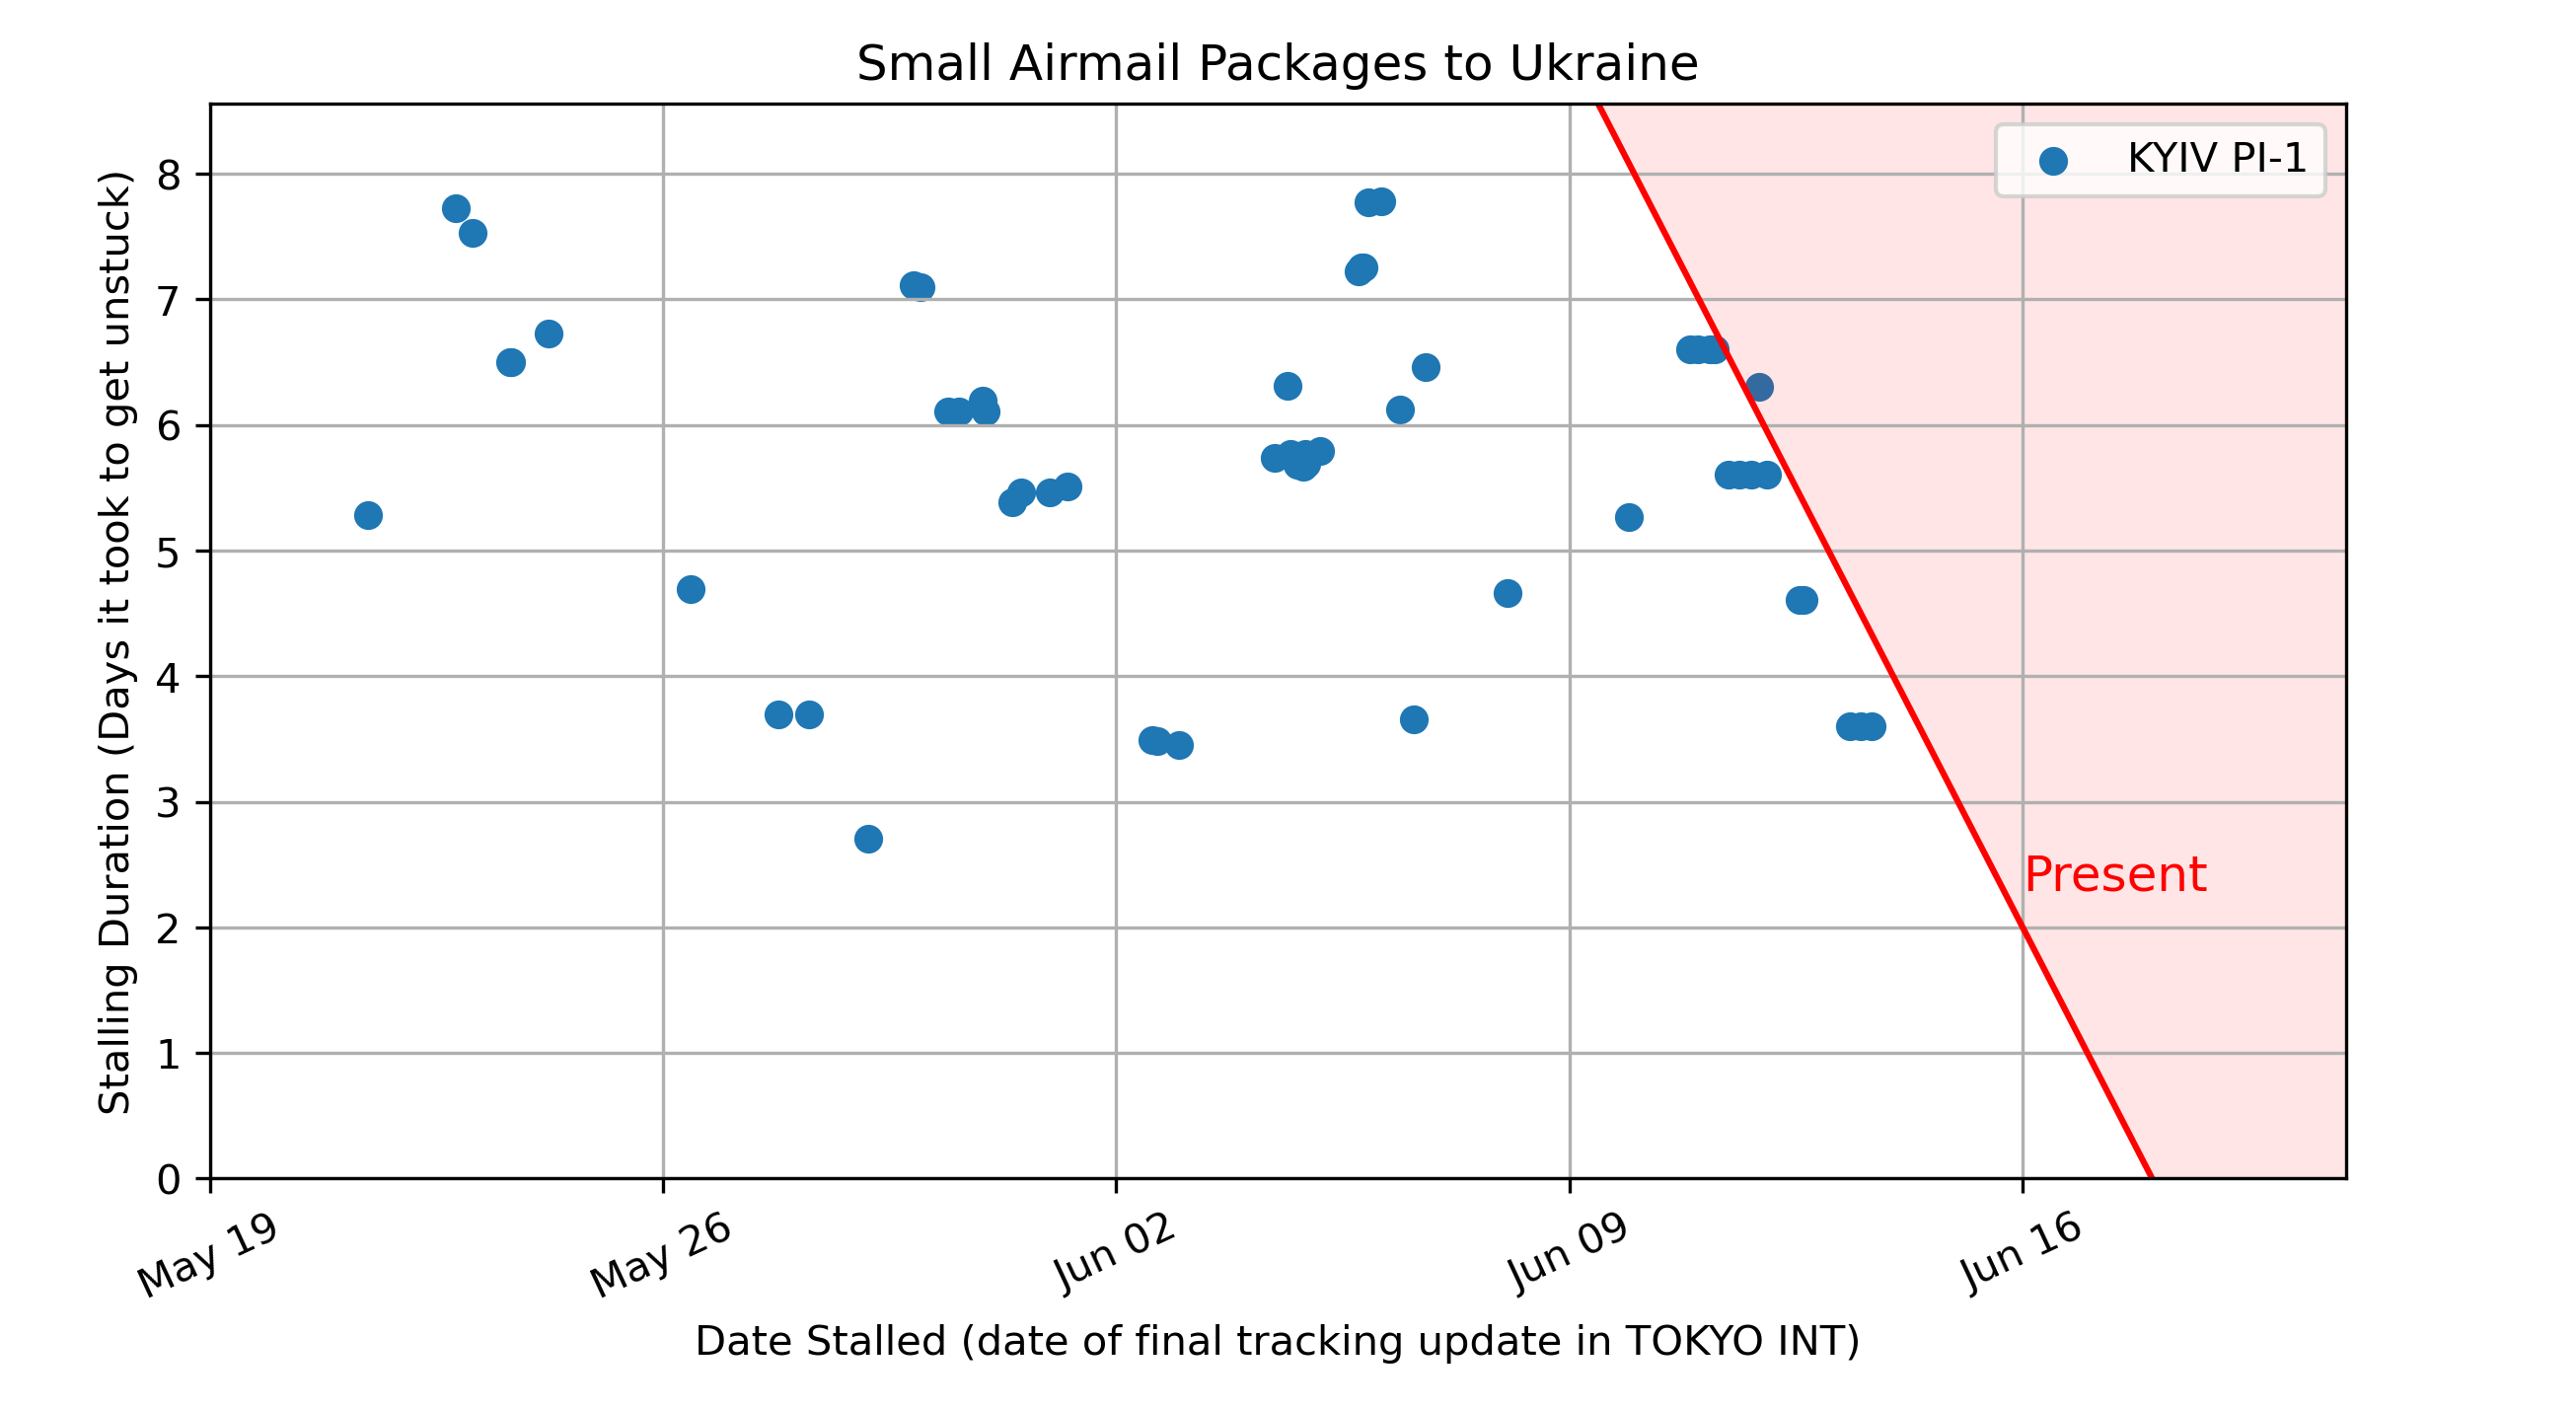 Small Airmail Packages to Ukraine
KYIV PI-1
Stalling Duration (Days it took to get unstuck)
8
7
6
5
4
3
2
1
0
Present
May 19
May 26
Jun 02
Jun 09
Jun 16
Date Stalled (date of final tracking update in TOKYO INT)